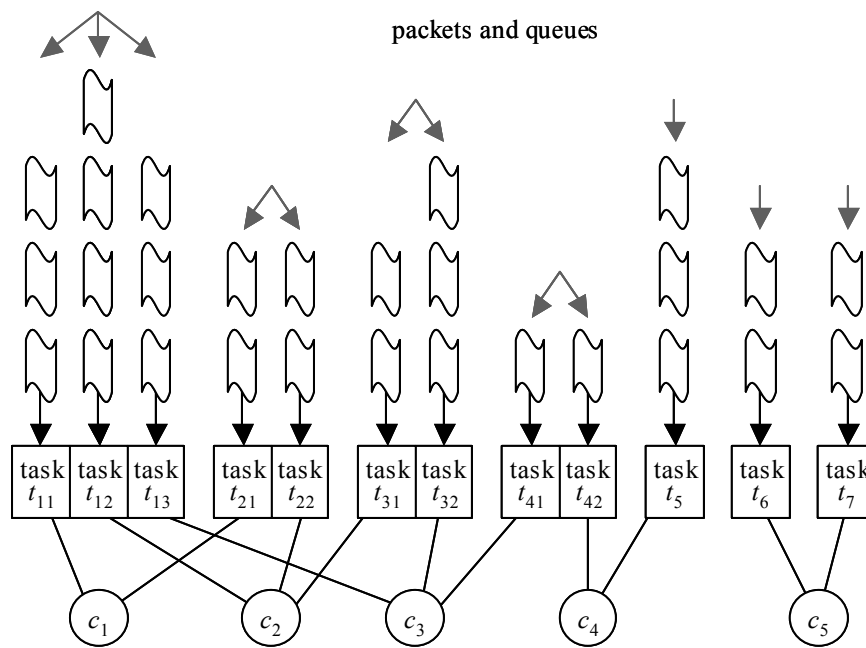 packets and queues
task task task task task task task task task task task task
t11 t12 t13 t21 t22 t31 t32 t41 t42 t5 t6 t7
c1 c2 c3 c4 c5